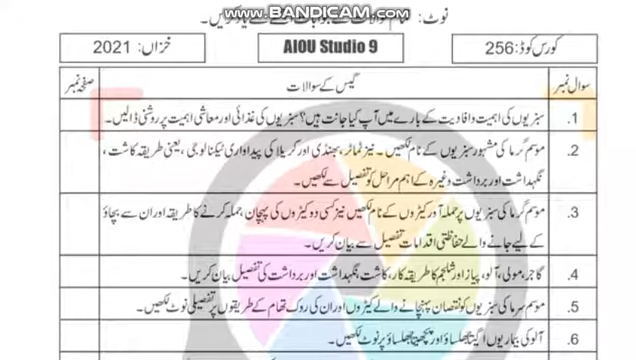 www.BANDICAM.com
نوٹ:
کورس کوڈ: 256 AIOU Studio 9 خزاں: 2021
سوال نمبر گیس کے سوالات صفحہ نمبر
1. سبزیوں کی اہمیت و افادیت کے بارے میں آپ کیا جانتے ہیں؟ سبزیوں کی غذائی اور معاشی اہمیت پر روشنی ڈالیں۔
2. موسم گرما کی مشہور سبزیوں کے نام لکھیں۔ نیز ٹماٹر، بھنڈی اور کریلا کی پیداواری ٹیکنالوجی، یعنی طریقہ کاشت،
نگہداشت اور برداشت وغیرہ کے اہم مراحل کو تفصیل سے لکھیں۔
3. موسم گرما کی سبزیوں پر حملہ آور کیڑوں کے نام لکھیں نیز کسی دو کیڑوں کی پہچان، حملہ کرنے کا طریقہ اور ان سے بچاؤ
کے لیے جانے والے حفاظتی اقدامات تفصیل سے بیان کریں۔
4. گاجر، مولی، آلو، پیاز اور شلجم کا طریقہ کار، کاشت، نگہداشت اور برداشت کی تفصیل بیان کریں۔
5. موسم سرما کی سبزیوں کو نقصان پہنچانے والے کیڑوں اور ان کی روک تھام کے طریقوں پر تفصیلی نوٹ لکھیں۔
6. آلو کی بیماریوں اگیتا جھلساؤ اور پچھیتا جھلساؤ پر نوٹ لکھیں۔